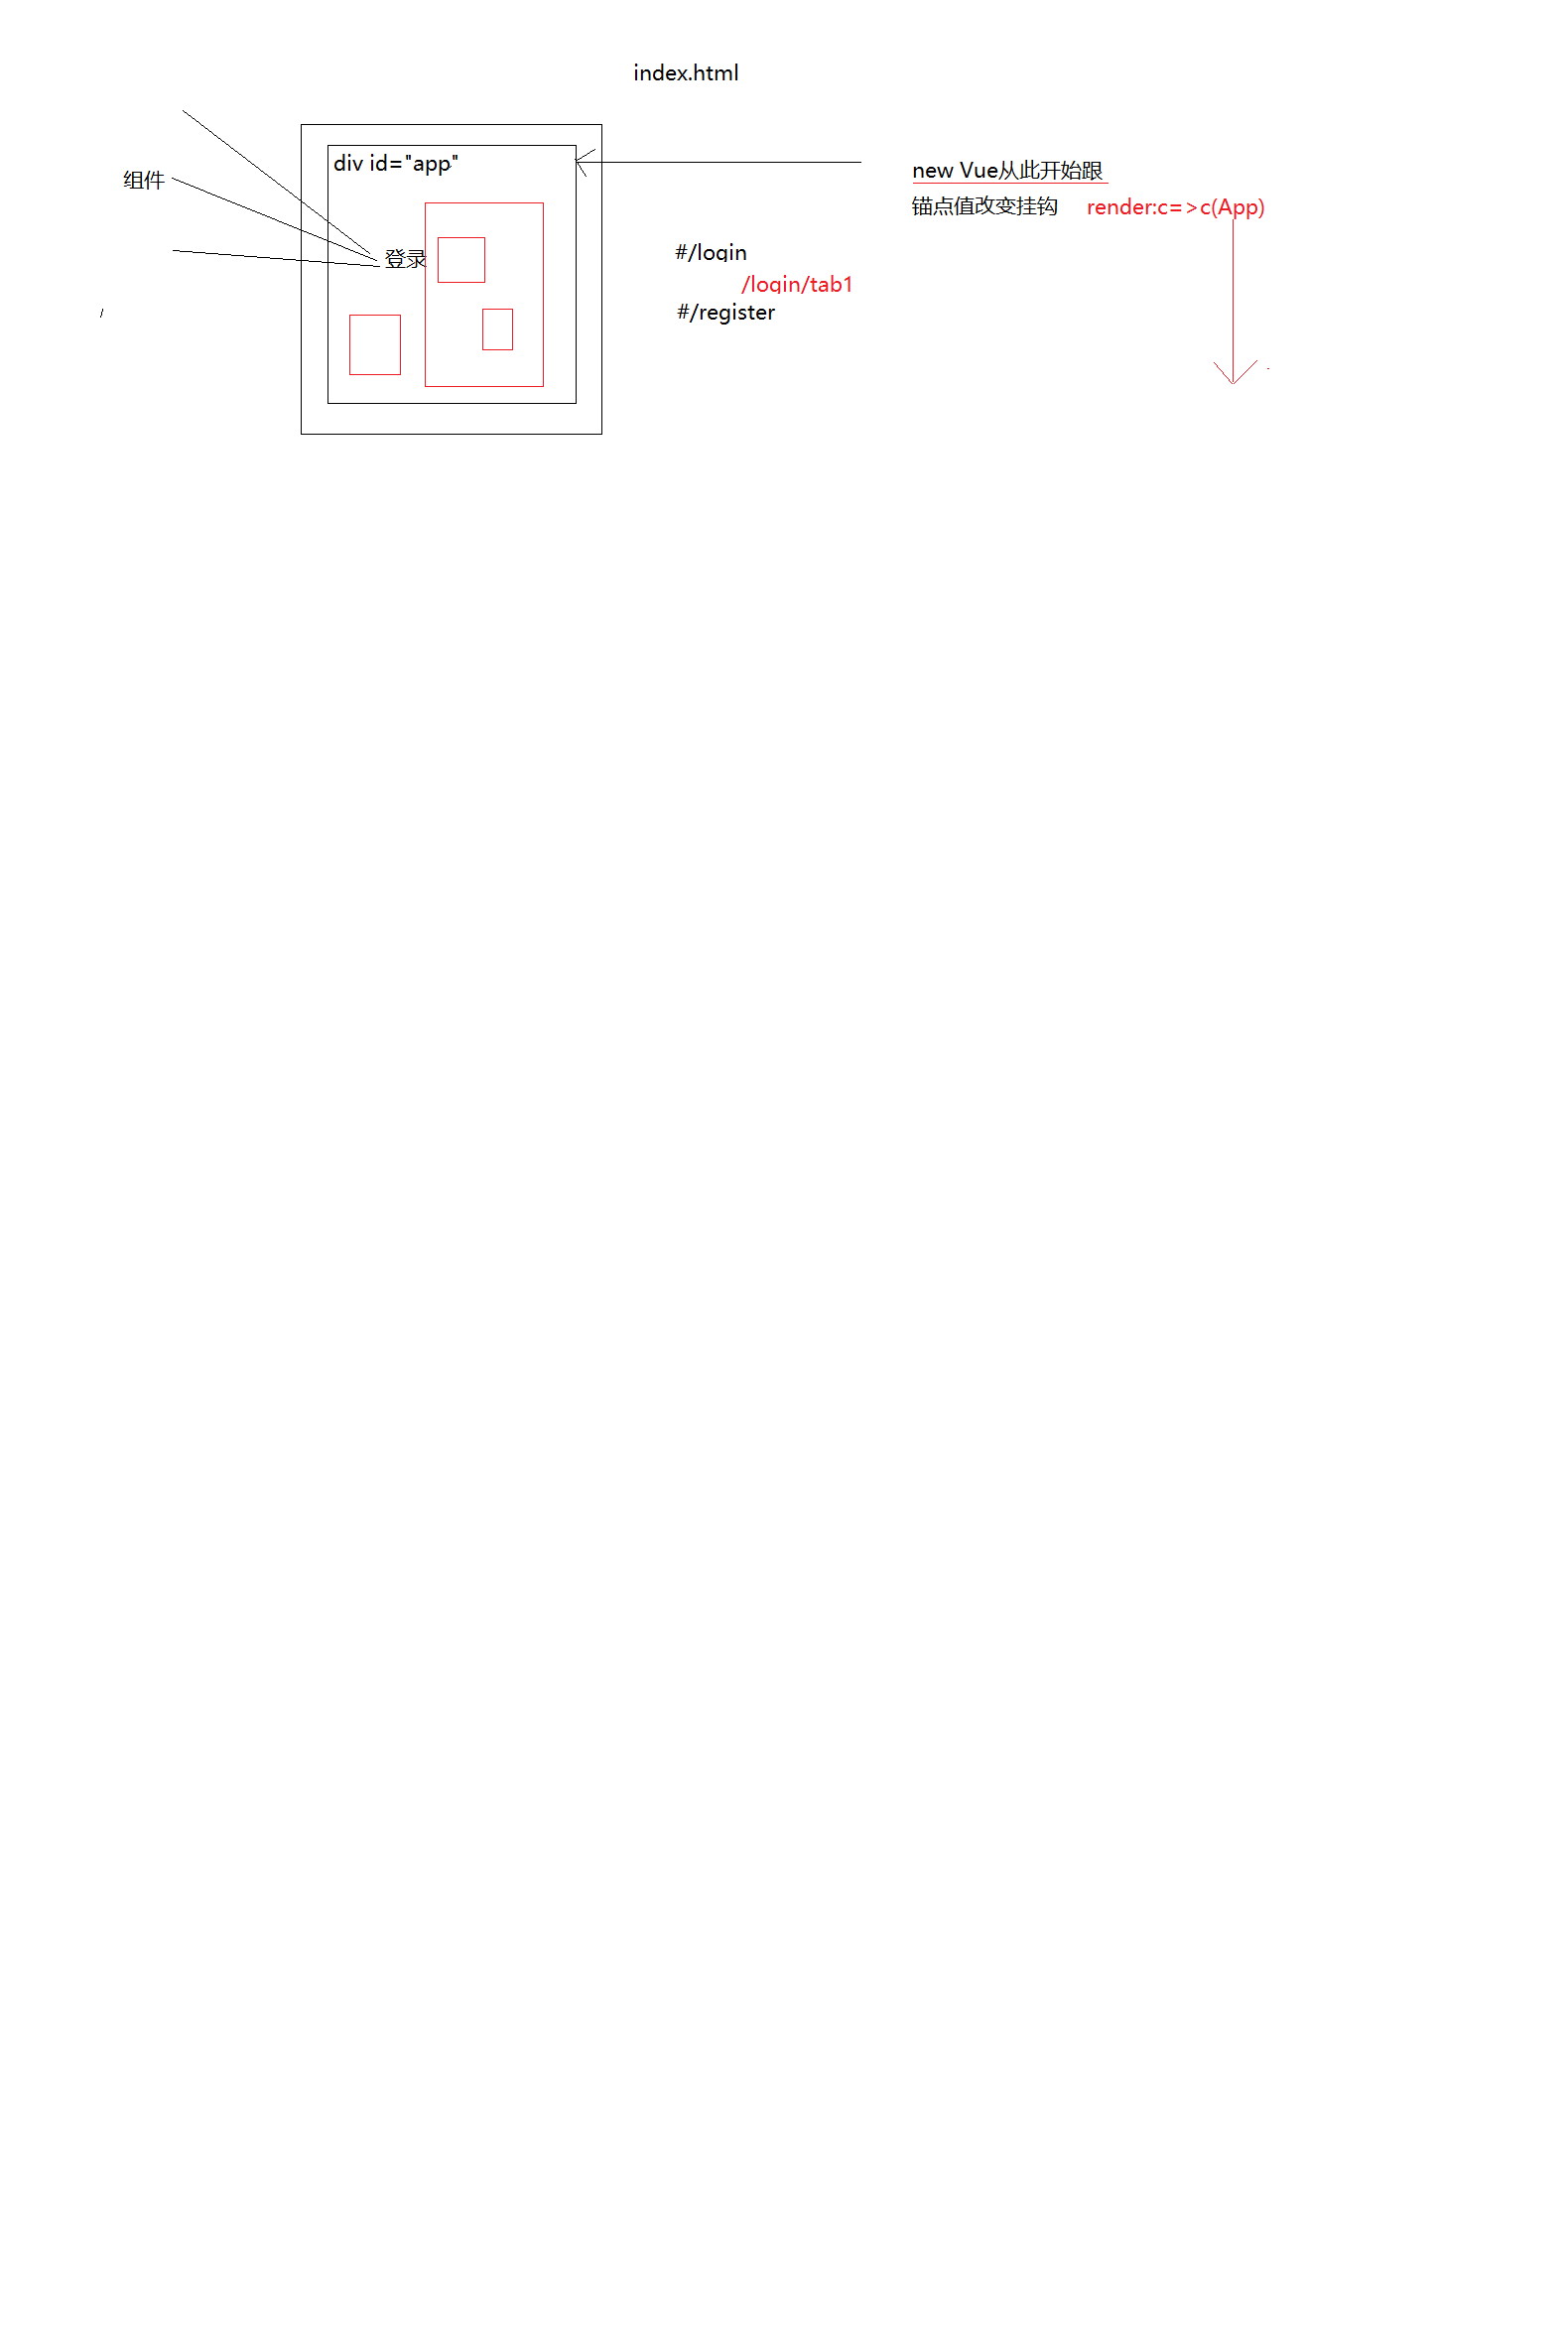 index.html
div id="app"
组件
new Vue从此开始跟
锚点值改变挂钩 render:c=>c(App)
登录
#/login
/login/tab1
#/register
/